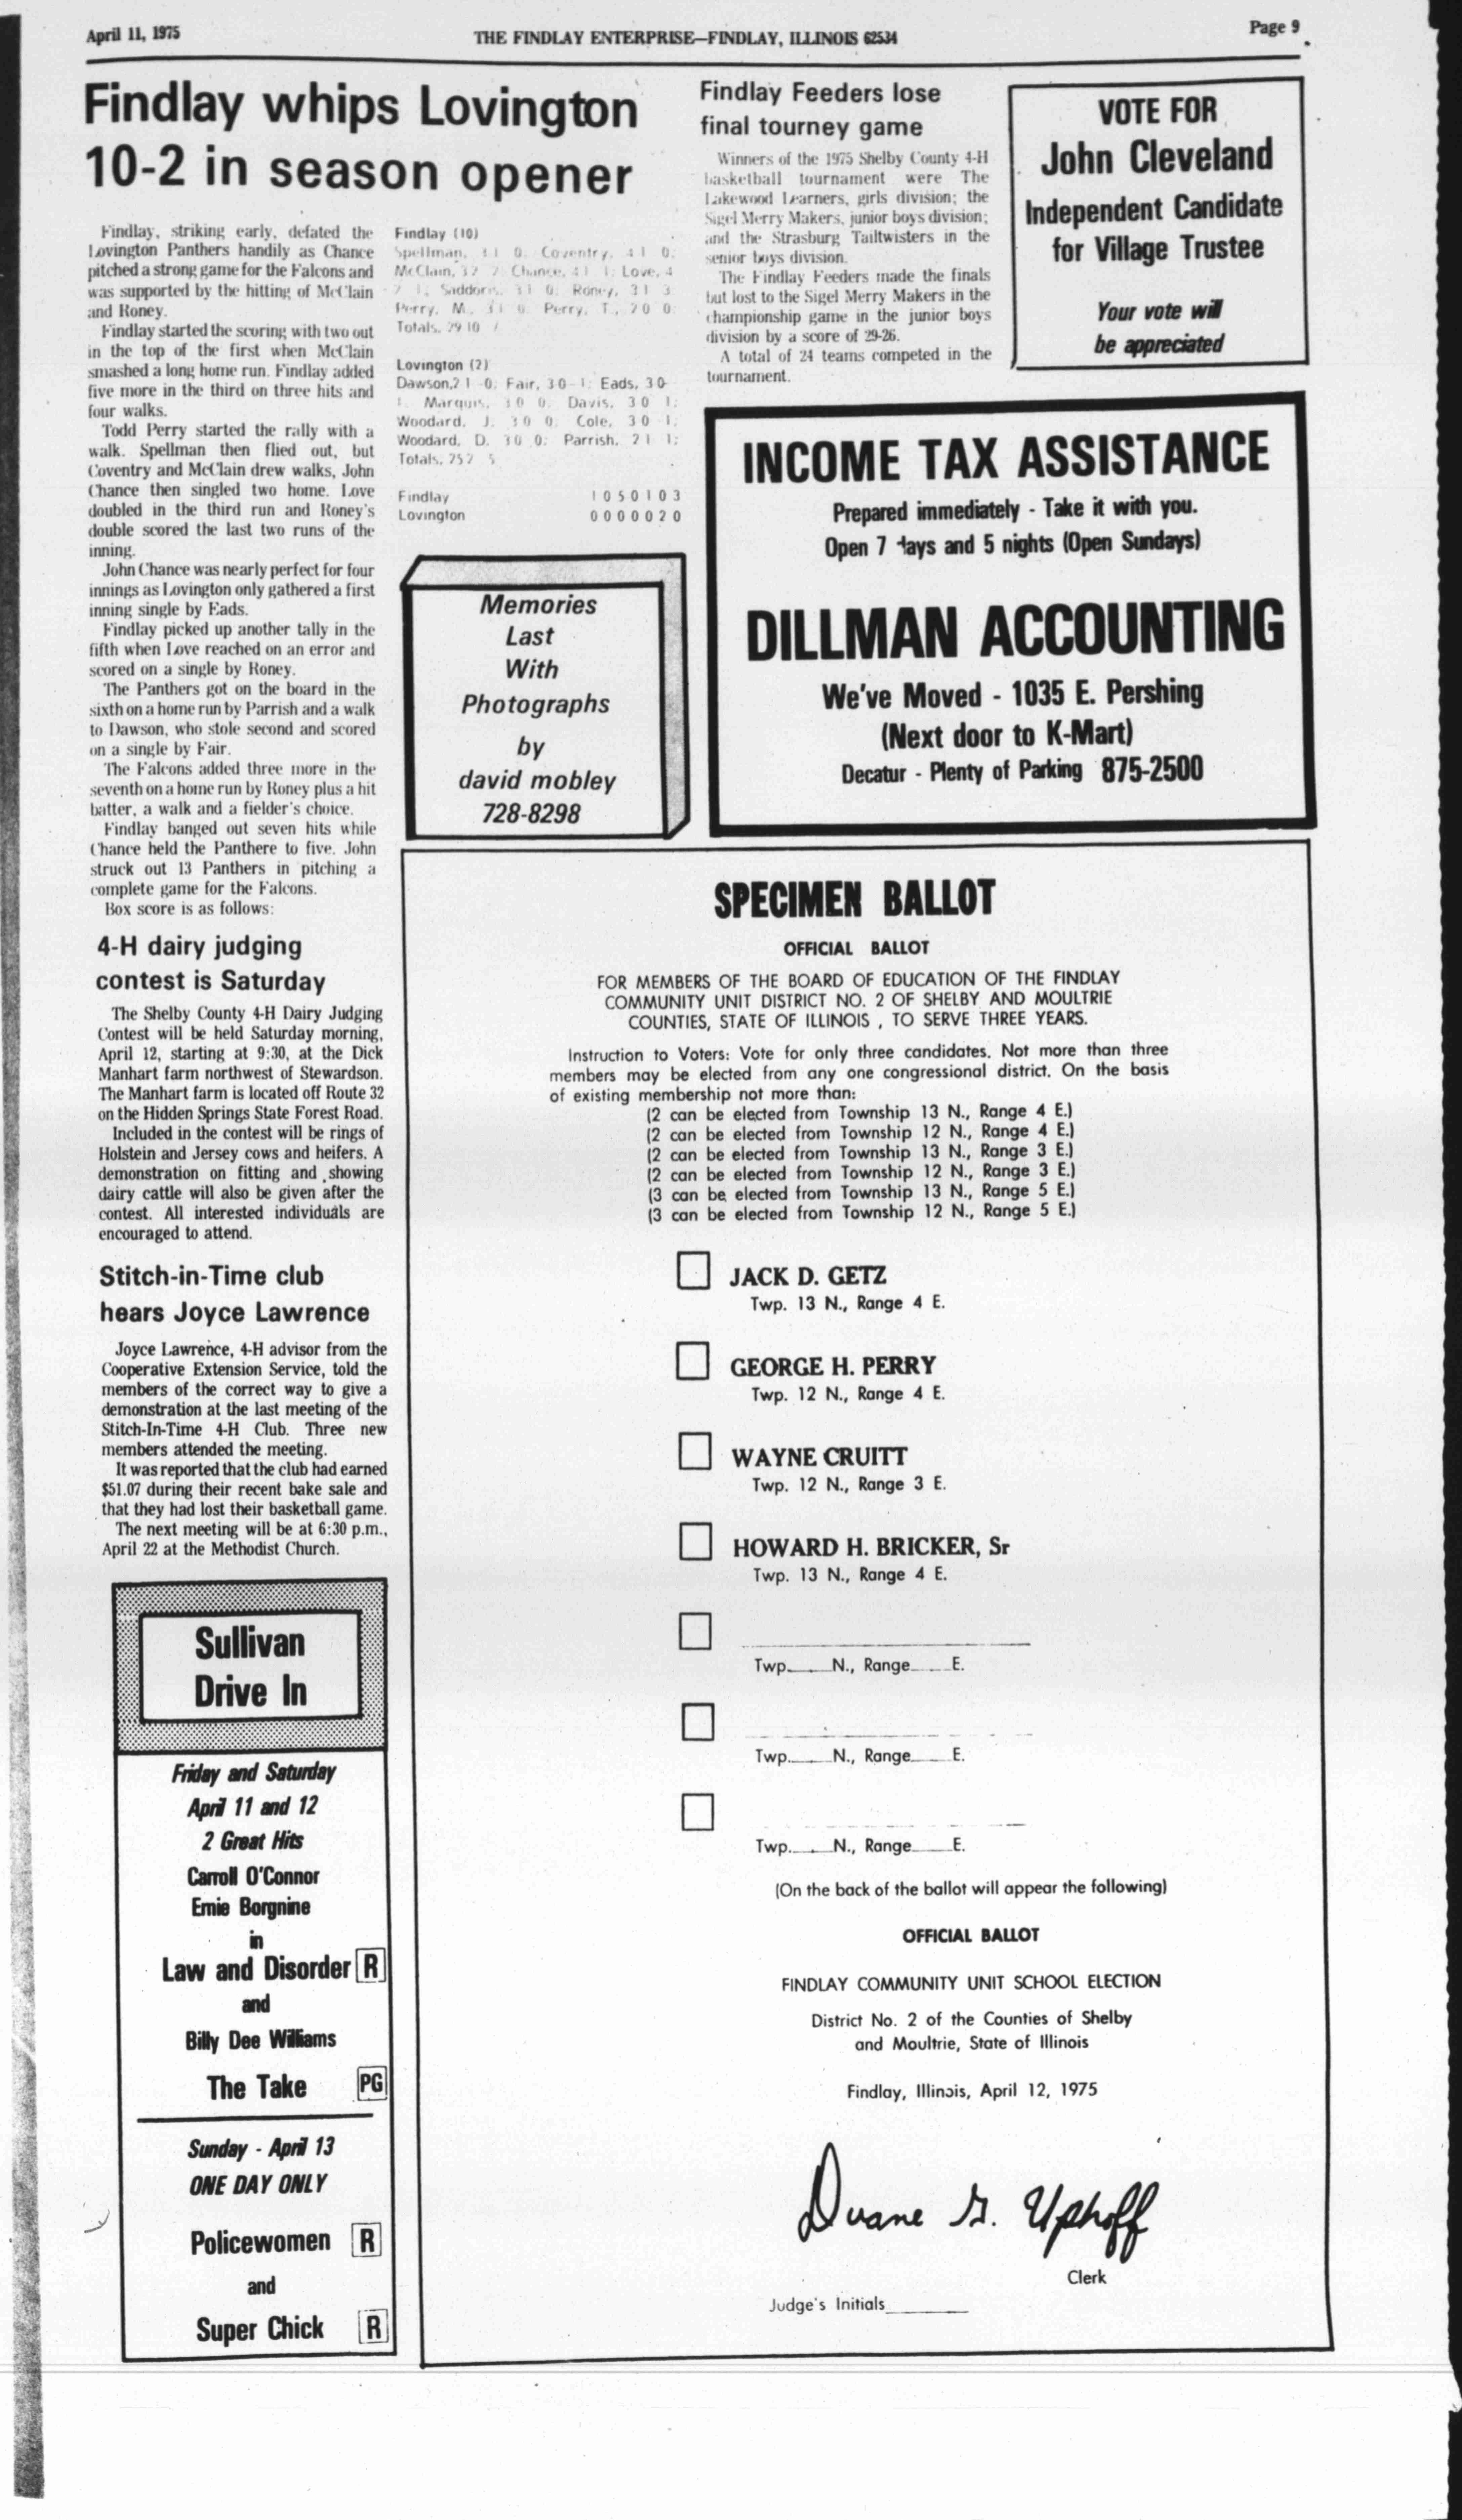 April 11, 1975
THE FINDLAY ENTERPRISE—FINDLAY, ILLINOIS 62534
Page 9
Findlay whips Lovington
10-2 in season opener
Findlay, striking early, defated the
Lovington Panthers handily as Chance
pitched a strong game for the Falcons and
was supported by the hitting of McClain
and Roney.
Findlay started the scoring with two out
in the top of the first when McClain
smashed a long home run. Findlay added
five more in the third on three hits and
four walks.
Todd Perry started the rally with a
walk. Spellman then flied out, but
Coventry and McClain drew walks, John
Chance then singled two home. Love
doubled in the third run and Roney's
double scored the last two runs of the
inning.
John Chance was nearly perfect for four
innings as Lovington only gathered a first
inning single by Eads.
Findlay picked up another tally in the
fifth when Love reached on an error and
scored on a single by Roney.
The Panthers got on the board in the
sixth on a home run by Parrish and a walk
to Dawson, who stole second and scored
on a single by Fair.
The Falcons added three more in the
seventh on a home run by Roney plus a hit
batter, a walk and a fielder's choice.
Findlay banged out seven hits while
Chance held the Panthere to five. John
struck out 13 Panthers in pitching a
complete game for the Falcons.
Box score is as follows:
Findlay (10)
Spellman, Coventry, 4 1 0;
McClain, Chance, 4 1 1; Love, 4
Saddoris, 3 1 0; Roney, 3 1 3
Perry, M., Perry, T., 2 0 0
Totals, 29 10 7
Lovington (2)
Dawson,2 1 0; Fair, 3 0 1; Eads, 3 0
1; Marquis, 3 0 0; Davis, 3 0 1;
Woodard, J. 3 0 0; Cole, 3 0 1;
Woodard, D. 3 0 0; Parrish, 2 1 1;
Totals, 25 2 5
Findlay 1 0 5 0 1 0 3
Lovington 0 0 0 0 0 2 0
4-H dairy judging
contest is Saturday
The Shelby County 4-H Dairy Judging
Contest will be held Saturday morning,
April 12, starting at 9:30, at the Dick
Manhart farm northwest of Stewardson.
The Manhart farm is located off Route 32
on the Hidden Springs State Forest Road.
Included in the contest will be rings of
Holstein and Jersey cows and heifers. A
demonstration on fitting and showing
dairy cattle will also be given after the
contest. All interested individuals are
encouraged to attend.
Stitch-in-Time club
hears Joyce Lawrence
Joyce Lawrence, 4-H advisor from the
Cooperative Extension Service, told the
members of the correct way to give a
demonstration at the last meeting of the
Stitch-In-Time 4-H Club. Three new
members attended the meeting.
It was reported that the club had earned
$51.07 during their recent bake sale and
that they had lost their basketball game.
The next meeting will be at 6:30 p.m.,
April 22 at the Methodist Church.
Sullivan
Drive In
Friday and Saturday
April 11 and 12
2 Great Hits
Carroll O'Connor
Ernie Borgnine
in
Law and Disorder R
and
Billy Dee Williams
The Take PG
Sunday - April 13
ONE DAY ONLY
Policewomen R
and
Super Chick R
Memories
Last
With
Photographs
by
david mobley
728-8298
Findlay Feeders lose
final tourney game
Winners of the 1975 Shelby County 4-H
basketball tournament were The
Lakewood Learners, girls division; the
Sigel Merry Makers, junior boys division;
and the Strasburg Tailtwisters in the
senior boys division.
The Findlay Feeders made the finals
but lost to the Sigel Merry Makers in the
championship game in the junior boys
division by a score of 29-26.
A total of 24 teams competed in the
tournament.
VOTE FOR
John Cleveland
Independent Candidate
for Village Trustee
Your vote will
be appreciated
INCOME TAX ASSISTANCE
Prepared immediately - Take it with you.
Open 7 days and 5 nights (Open Sundays)
DILLMAN ACCOUNTING
We've Moved - 1035 E. Pershing
(Next door to K-Mart)
Decatur - Plenty of Parking 875-2500
SPECIMEN BALLOT
OFFICIAL BALLOT
FOR MEMBERS OF THE BOARD OF EDUCATION OF THE FINDLAY
COMMUNITY UNIT DISTRICT NO. 2 OF SHELBY AND MOULTRIE
COUNTIES, STATE OF ILLINOIS , TO SERVE THREE YEARS.
Instruction to Voters: Vote for only three candidates. Not more than three
members may be elected from any one congressional district. On the basis
of existing membership not more than:
(2 can be elected from Township 13 N., Range 4 E.)
(2 can be elected from Township 12 N., Range 4 E.)
(2 can be elected from Township 13 N., Range 3 E.)
(2 can be elected from Township 12 N., Range 3 E.)
(3 can be elected from Township 13 N., Range 5 E.)
(3 can be elected from Township 12 N., Range 5 E.)
JACK D. GETZ
Twp. 13 N., Range 4 E.
GEORGE H. PERRY
Twp. 12 N., Range 4 E.
WAYNE CRUITT
Twp. 12 N., Range 3 E.
HOWARD H. BRICKER, Sr
Twp. 13 N., Range 4 E.
Twp.____N., Range____E.
Twp.____N., Range____E.
Twp.____N., Range____E.
(On the back of the ballot will appear the following)
OFFICIAL BALLOT
FINDLAY COMMUNITY UNIT SCHOOL ELECTION
District No. 2 of the Counties of Shelby
and Moultrie, State of Illinois
Findlay, Illinois, April 12, 1975
Duane G. Uphoff
Clerk
Judge's Initials________